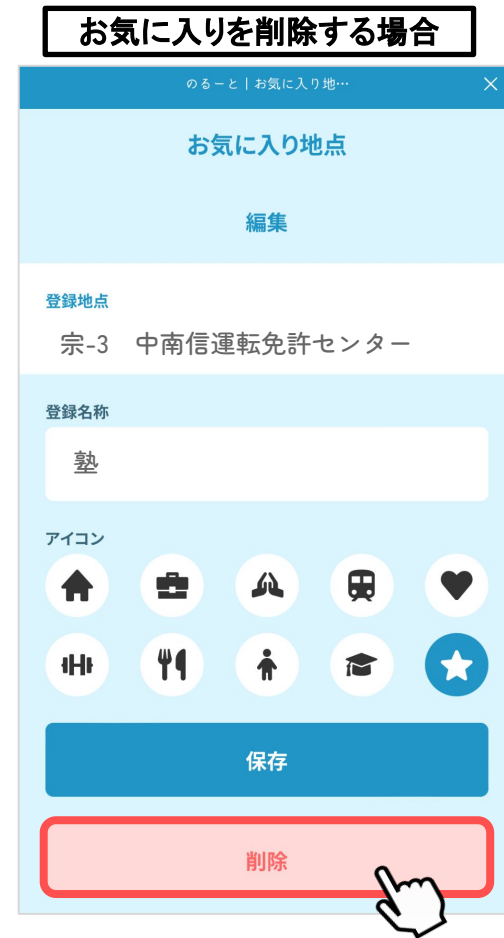 お気に入りを削除する場合
のるーと | お気に入り地…
お気に入り地点
編集
登録地点
宗-3　中南信運転免許センター
登録名称
塾
アイコン
保存
削除